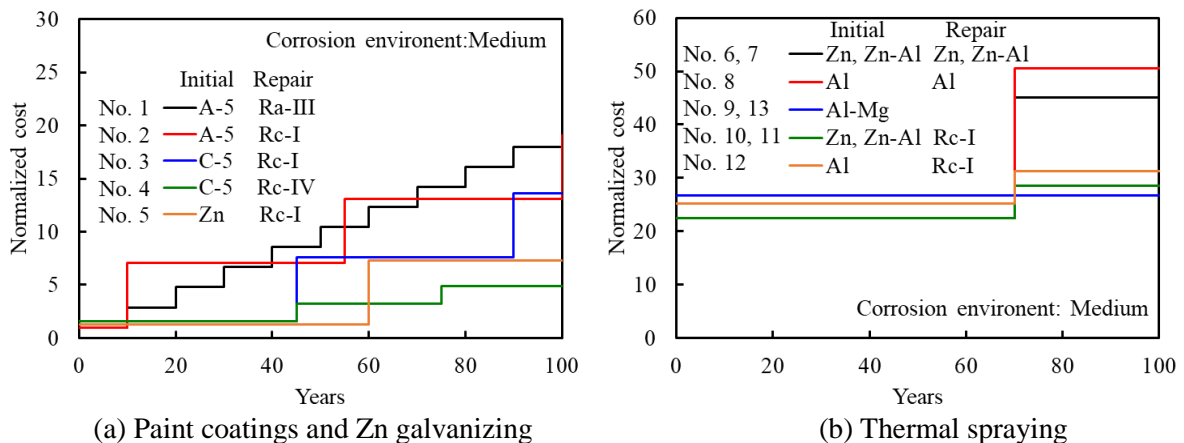 30
25
20
15
10
5
0
Normalized cost
Corrosion environent:Medium
Initial Repair
No. 1 A-5 Ra-III
No. 2 A-5 Rc-I
No. 3 C-5 Rc-I
No. 4 C-5 Rc-IV
No. 5 Zn Rc-I
0 20 40 60 80 100
Years
(a) Paint coatings and Zn galvanizing
60
50
40
30
20
10
0
Normalized cost
Initial Repair
No. 6, 7 Zn, Zn-Al Zn, Zn-Al
No. 8 Al Al
No. 9, 13 Al-Mg
No. 10, 11 Zn, Zn-Al Rc-I
No. 12 Al Rc-I
Corrosion environent: Medium
0 20 40 60 80 100
Years
(b) Thermal spraying